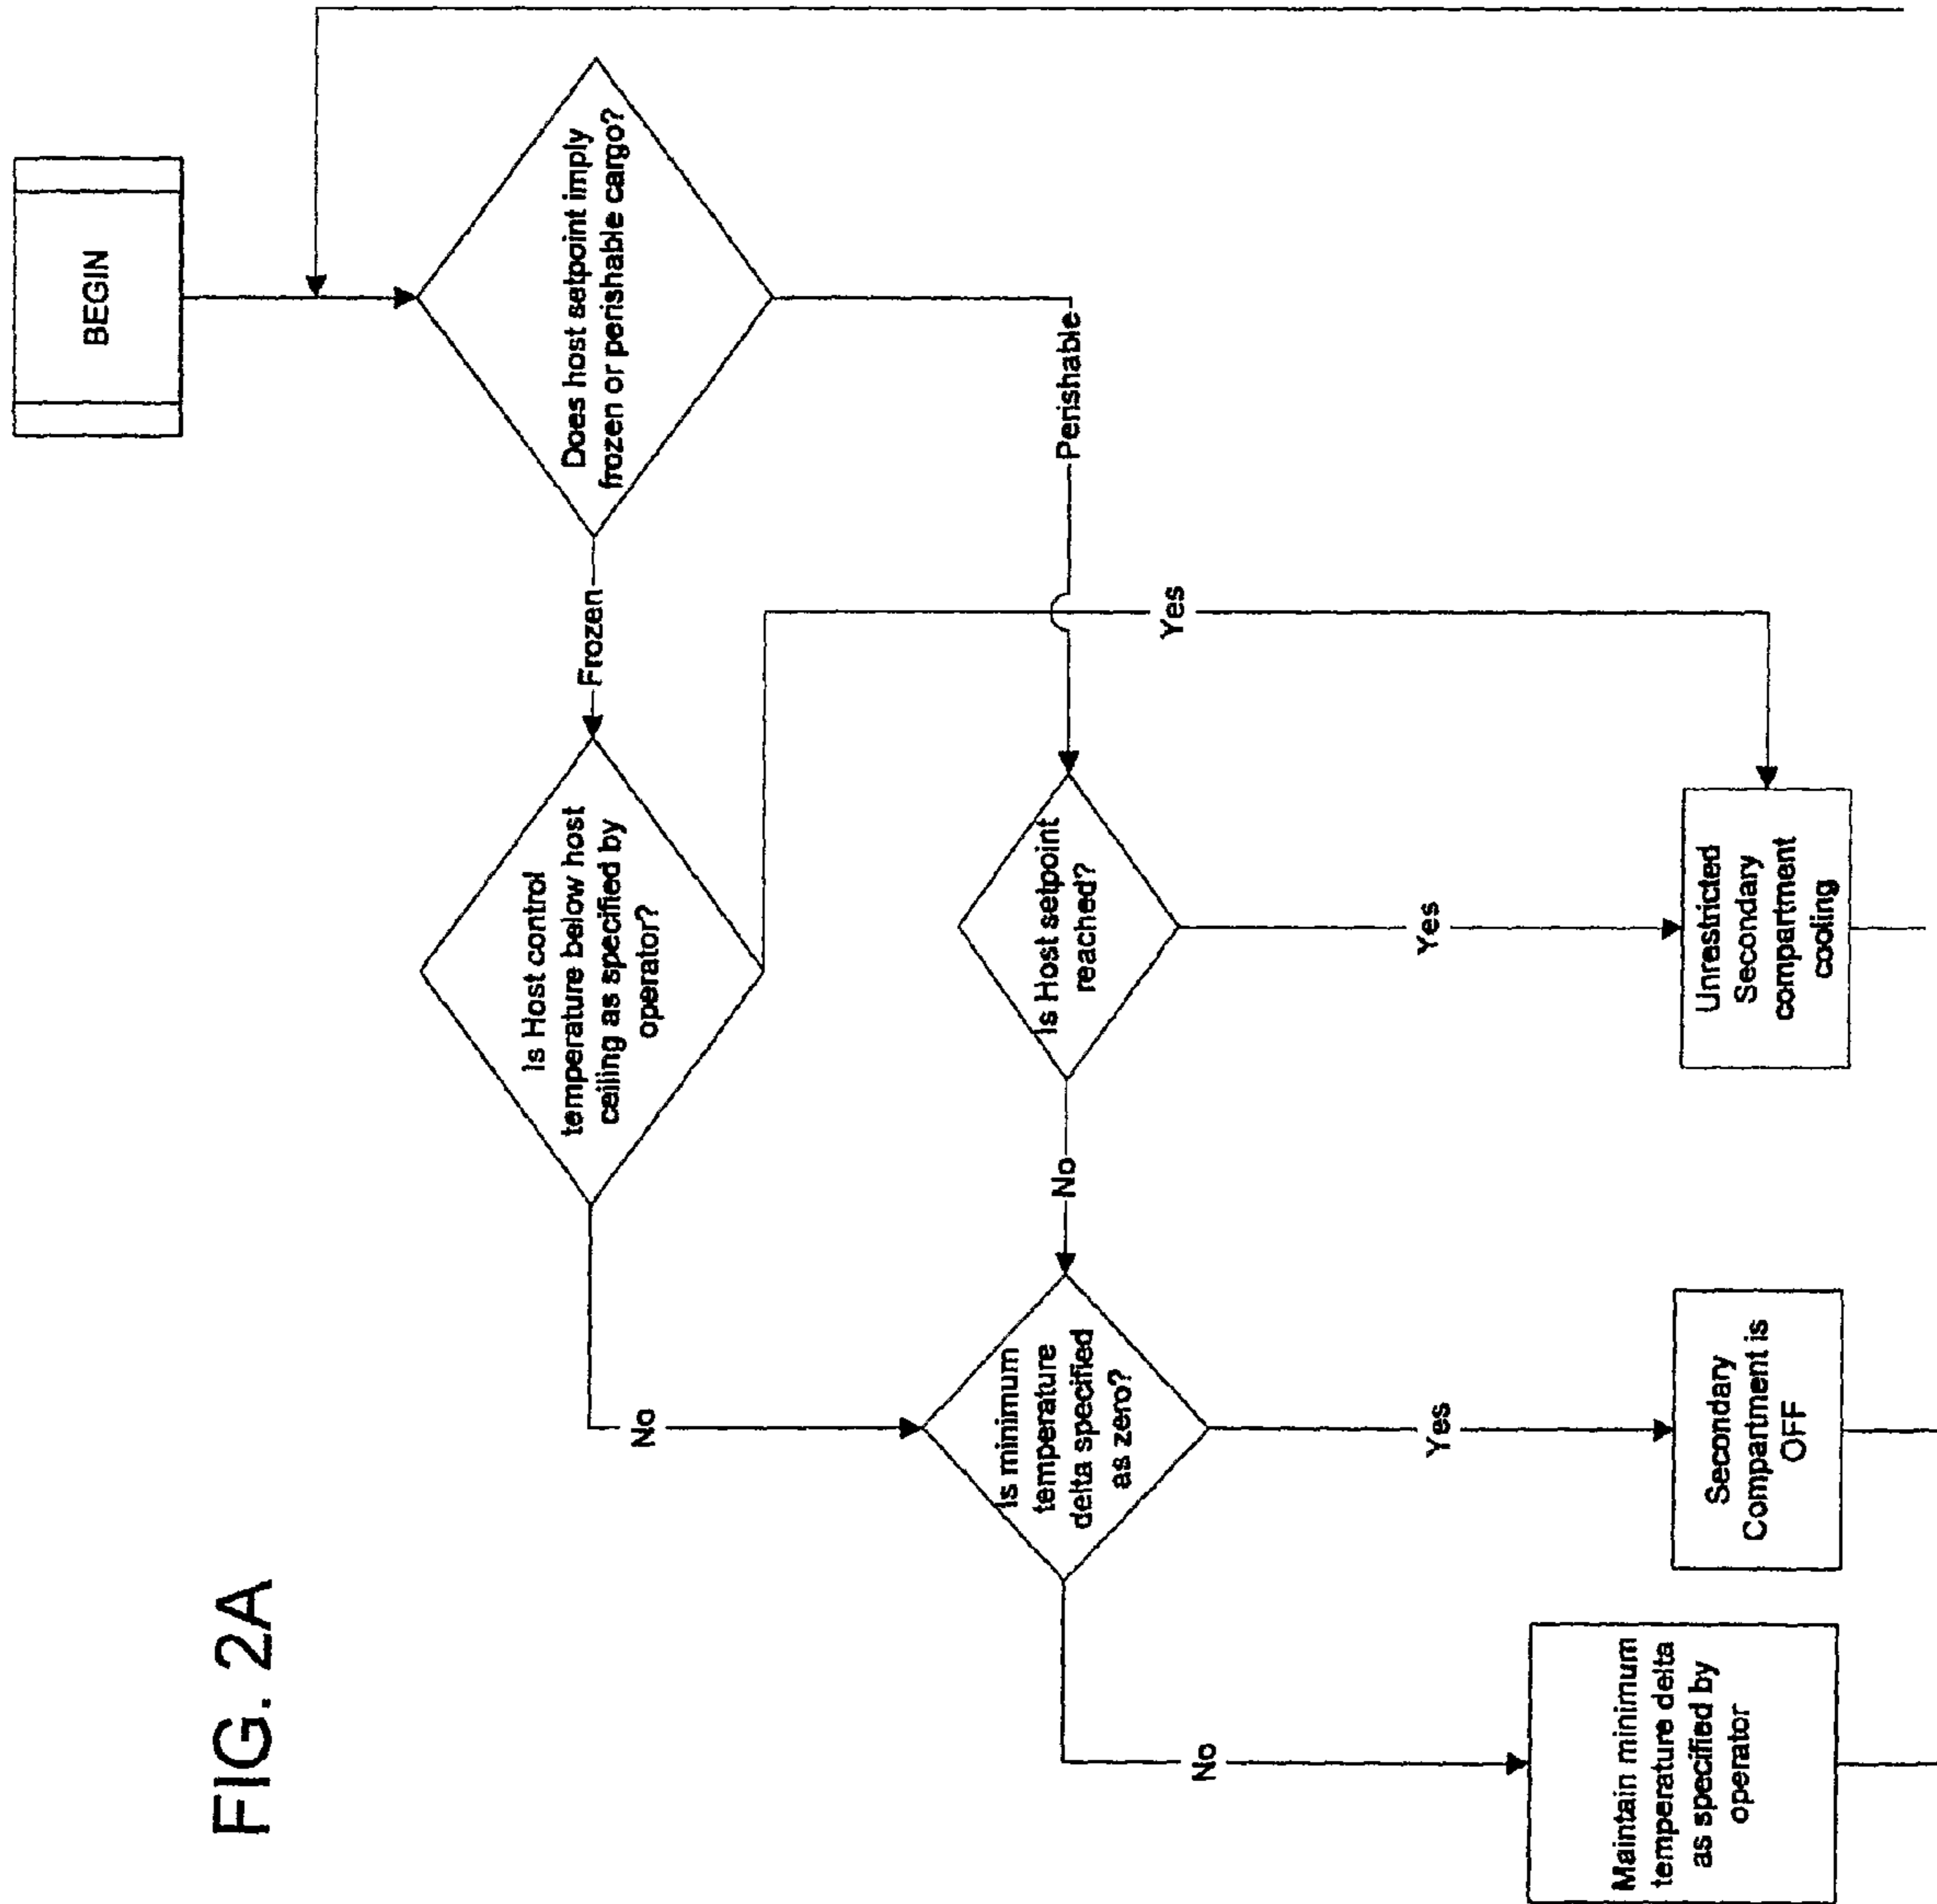 FIG. 2A
BEGIN
Does host setpoint imply
frozen or perishable cargo?
Frozen
Perishable
Is Host control
temperature below host
ceiling as specified by
operator?
No
Yes
Is Host setpoint
reached?
No
Yes
Is minimum
temperature
delta specified
as zero?
No
Yes
Maintain minimum
temperature delta
as specified by
operator
Secondary
Compartment is
OFF
Unrestricted
Secondary
compartment
cooling